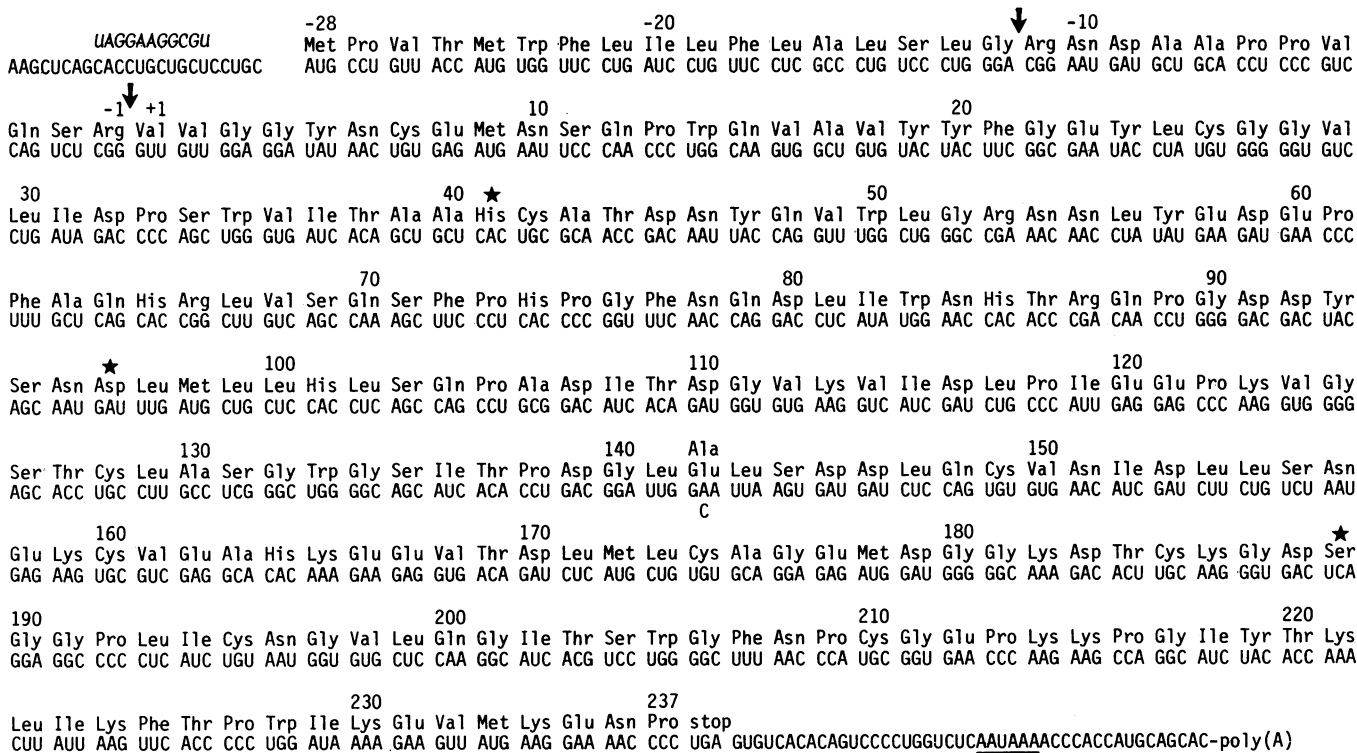 -28 -20 -10
UAGGAAGGCGU Met Pro Val Thr Met Trp Phe Leu Ile Leu Phe Leu Ala Leu Ser Leu Gly Arg Asn Asp Ala Ala Pro Pro Val
AAGCUCAGCACCUGCUGCUCCUGC AUG CCU GUU ACC AUG UGG UUC CUG AUC CUG UUC CUC GCC CUG UCC CUG GGA CGG AAU GAU GCU GCA CCU CCC GUC
-1 +1 10 20
Gln Ser Arg Val Val Gly Gly Tyr Asn Cys Glu Met Asn Ser Gln Pro Trp Gln Val Ala Val Tyr Tyr Phe Gly Glu Tyr Leu Cys Gly Gly Val
CAG UCU CGG GUU GUU GGA GGA UAU AAC UGU GAG AUG AAU UCC CAA CCC UGG CAA GUG GCU GUG UAC UAC UUC GGC GAA UAC CUA UGU GGG GGU GUC
30 40 ★ 50 60
Leu Ile Asp Pro Ser Trp Val Ile Thr Ala Ala His Cys Ala Thr Asp Asn Tyr Gln Val Trp Leu Gly Arg Asn Asn Leu Tyr Glu Asp Glu Pro
CUG AUA GAC CCC AGC UGG GUG AUC ACA GCU GCU CAC UGC GCA ACC GAC AAU UAC CAG GUU UGG CUG GGC CGA AAC AAC CUA UAU GAA GAU GAA CCC
70 80 90
Phe Ala Gln His Arg Leu Val Ser Gln Ser Phe Pro His Pro Gly Phe Asn Gln Asp Leu Ile Trp Asn His Thr Arg Gln Pro Gly Asp Asp Tyr
UUU GCU CAG CAC CGG CUU GUC AGC CAA AGC UUC CCU CAC CCC GGU UUC AAC CAG GAC CUC AUA UGG AAC CAC ACC CGA CAA CCU GGG GAC GAC UAC
★ 100 110 120
Ser Asn Asp Leu Met Leu Leu His Leu Ser Gln Pro Ala Asp Ile Thr Asp Gly Val Lys Val Ile Asp Leu Pro Ile Glu Glu Pro Lys Val Gly
AGC AAU GAU UUG AUG CUG CUC CAC CUC AGC CAG CCU GCG GAC AUC ACA GAU GGU GUG AAG GUC AUC GAU CUG CCC AUU GAG GAG CCC AAG GUG GGG
130 140 Ala 150
Ser Thr Cys Leu Ala Ser Gly Trp Gly Ser Ile Thr Pro Asp Gly Leu Glu Leu Ser Asp Asp Leu Gln Cys Val Asn Ile Asp Leu Leu Ser Asn
AGC ACC UGC CUU GCC UCG GGC UGG GGC AGC AUC ACA CCU GAC GGA UUG GAA UUA AGU GAU GAU CUC CAG UGU GUG AAC AUC GAU CUU CUG UCU AAU
C
160 170 180 ★
Glu Lys Cys Val Glu Ala His Lys Glu Glu Val Thr Asp Leu Met Leu Cys Ala Gly Glu Met Asp Gly Gly Lys Asp Thr Cys Lys Gly Asp Ser
GAG AAG UGC GUC GAG GCA CAC AAA GAA GAG GUG ACA GAU CUC AUG CUG UGU GCA GGA GAG AUG GAU GGG GGC AAA GAC ACU UGC AAG GGU GAC UCA
190 200 210 220
Gly Gly Pro Leu Ile Cys Asn Gly Val Leu Gln Gly Ile Thr Ser Trp Gly Phe Asn Pro Cys Gly Glu Pro Lys Lys Pro Gly Ile Tyr Thr Lys
GGA GGC CCC CUC AUC UGU AAU GGU GUG CUC CAA GGC AUC ACG UCC UGG GGC UUU AAC CCA UGC GGU GAA CCC AAG AAG CCA GGC AUC UAC ACC AAA
230 237
Leu Ile Lys Phe Thr Pro Trp Ile Lys Glu Val Met Lys Glu Asn Pro stop
CUU AUU AAG UUC ACC CCC UGG AUA AAA GAA GUU AUG AAG GAA AAC CCC UGA GUGUCACACAGUCCCCUGGUCUCAAUAAAACCCACCAUGCAGCAC-poly(A)